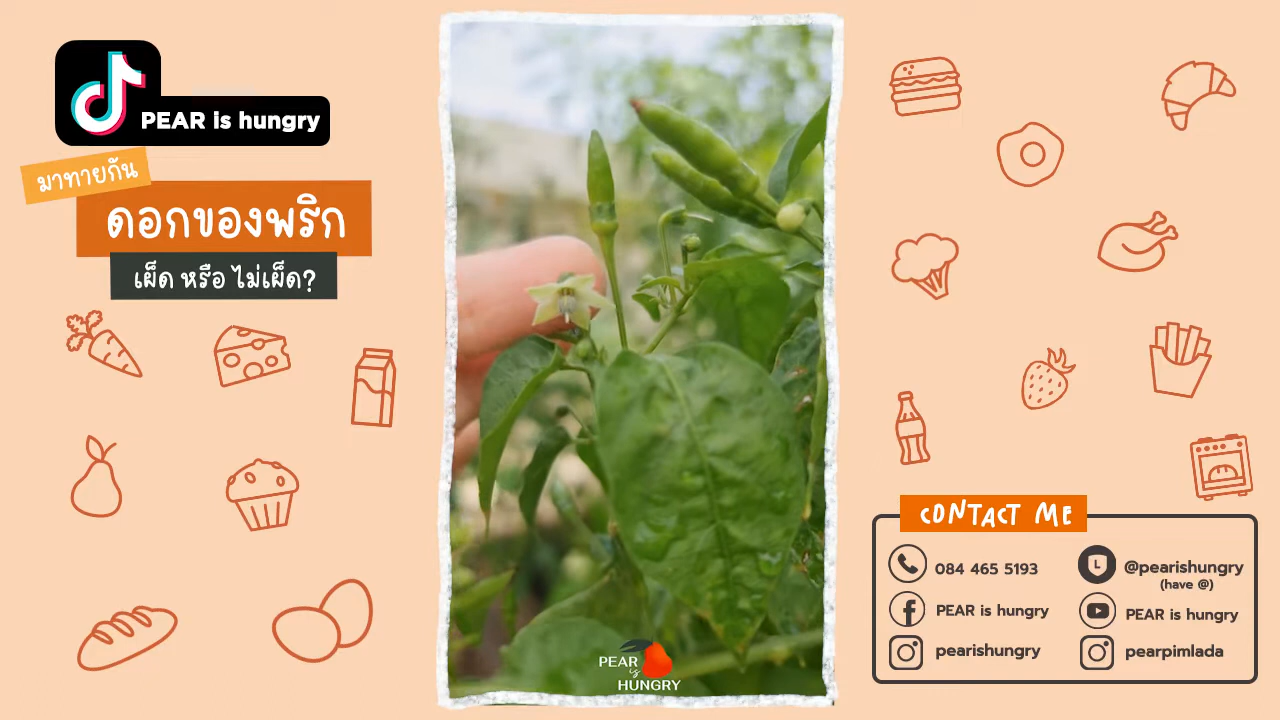 PEAR is hungry
มาทายกัน
ดอกของพริก
เผ็ด หรือ ไม่เผ็ด?
PEAR
is
HUNGRY
CONTACT ME
084 465 5193
@pearishungry
(have @)
PEAR is hungry
PEAR is hungry
pearishungry
pearpimlada